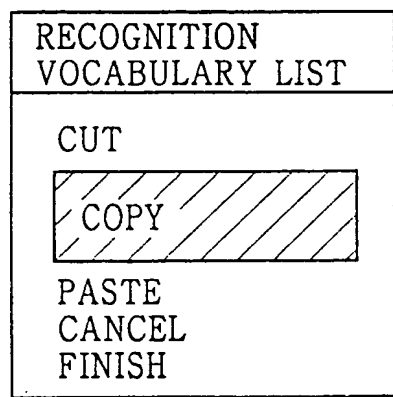 RECOGNITION
VOCABULARY LIST
CUT
COPY
PASTE
CANCEL
FINISH